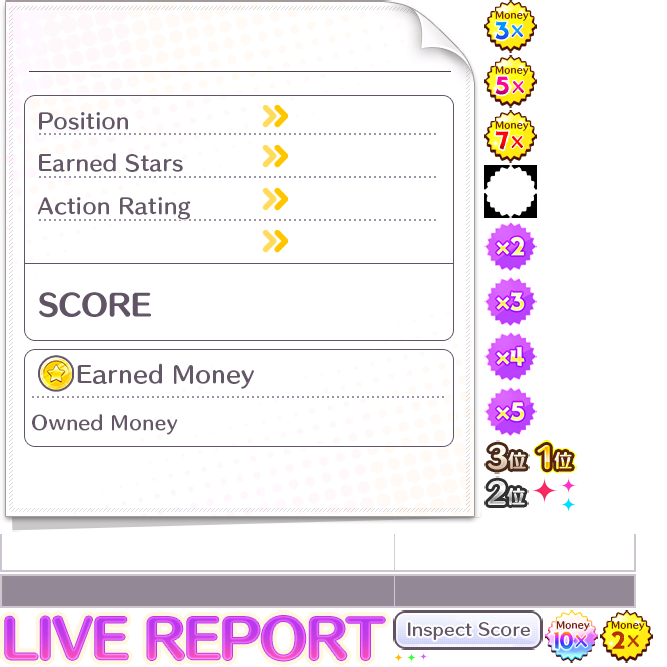 Position
Earned Stars
Action Rating
SCORE
Earned Money
Owned Money
Money
3×
Money
5×
Money
7×
×2
×3
×4
×5
3位 1位
2位
LIVE REPORT
Inspect Score
Money
10×
Money
2×